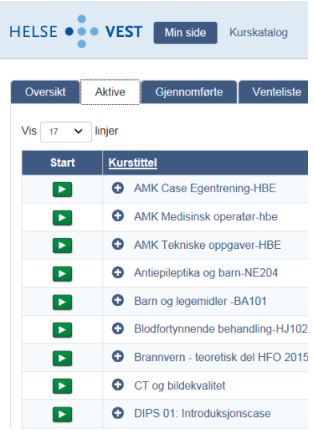 HELSE VEST Min side Kurskatalog
Oversikt Aktive Gjennomførte Venteliste
Vis 17 linjer
Start Kurstittel
AMK Case Egentrening-HBE
AMK Medisinsk operatør-hbe
AMK Tekniske oppgaver-HBE
Antiepileptika og barn-NE204
Barn og legemidler -BA101
Blodfortynnende behandling-HJ102
Brannvern - teoretisk del HFO 2015
CT og bildekvalitet
DIPS 01: Introduksjonscase